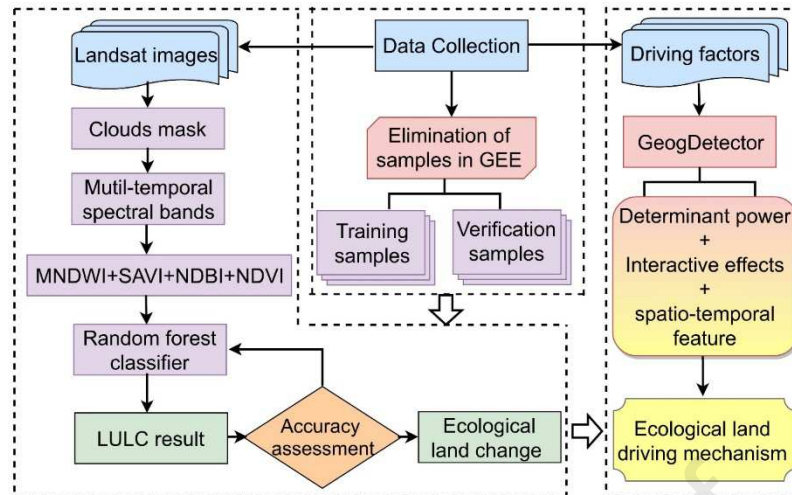 Landsat images
Data Collection
Driving factors
Clouds mask
Mutil-temporal
spectral bands
MNDWI+SAVI+NDBI+NDVI
Random forest
classifier
LULC result
Accuracy
assessment
Ecological
land change
Elimination of
samples in GEE
Training
samples
Verification
samples
GeogDetector
Determinant power
+
Interactive effects
+
spatio-temporal
feature
Ecological land
driving mechanism